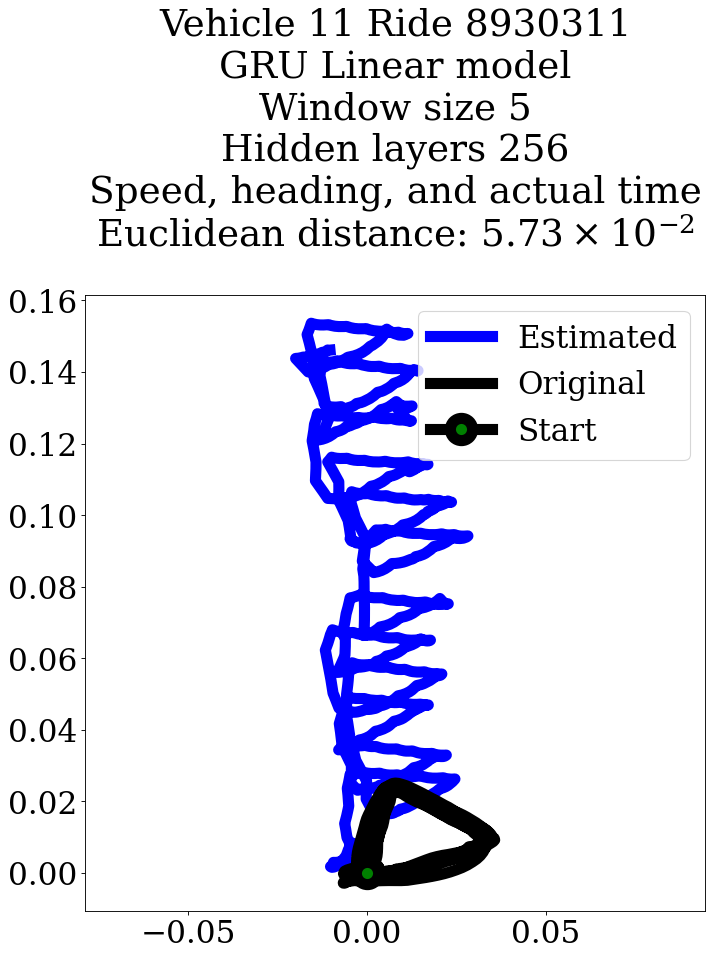 Vehicle 11 Ride 8930311
GRU Linear model
Window size 5
Hidden layers 256
Speed, heading, and actual time
Euclidean distance: 5.73 × 10⁻²
0.16
0.14
0.12
0.10
0.08
0.06
0.04
0.02
0.00
Estimated
Original
Start
−0.05
0.00
0.05